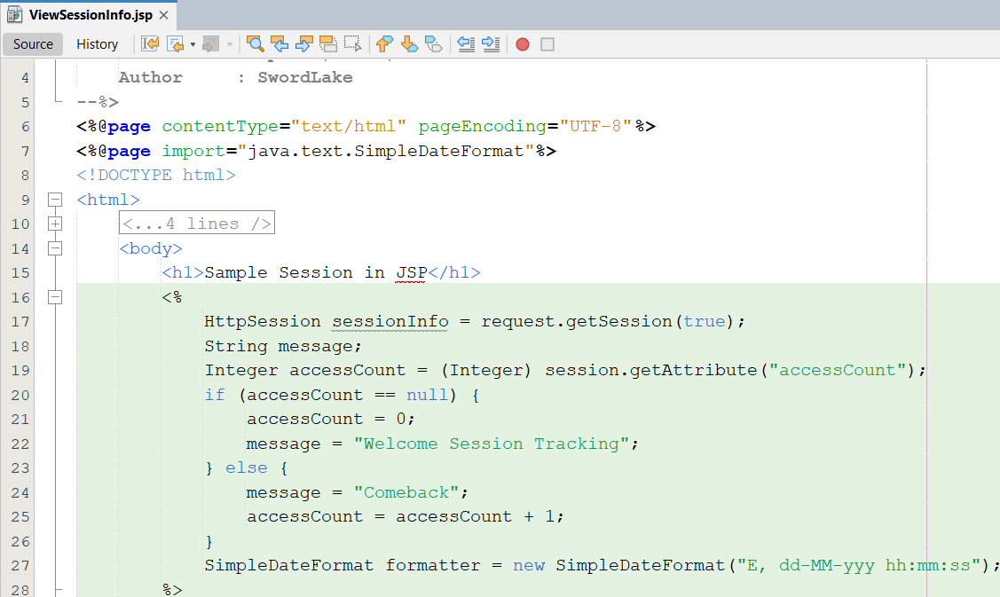 ViewSessionInfo.jsp
Source History
4 Author : SwordLake
5 --%>
6 <%@page contentType="text/html" pageEncoding="UTF-8"%>
7 <%@page import="java.text.SimpleDateFormat"%>
8 <!DOCTYPE html>
9 <html>
10 <...4 lines />
14 <body>
15 <h1>Sample Session in JSP</h1>
16 <%
17 HttpSession sessionInfo = request.getSession(true);
18 String message;
19 Integer accessCount = (Integer) session.getAttribute("accessCount");
20 if (accessCount == null) {
21 accessCount = 0;
22 message = "Welcome Session Tracking";
23 } else {
24 message = "Comeback";
25 accessCount = accessCount + 1;
26 }
27 SimpleDateFormat formatter = new SimpleDateFormat("E, dd-MM-yyy hh:mm:ss");
28 %>